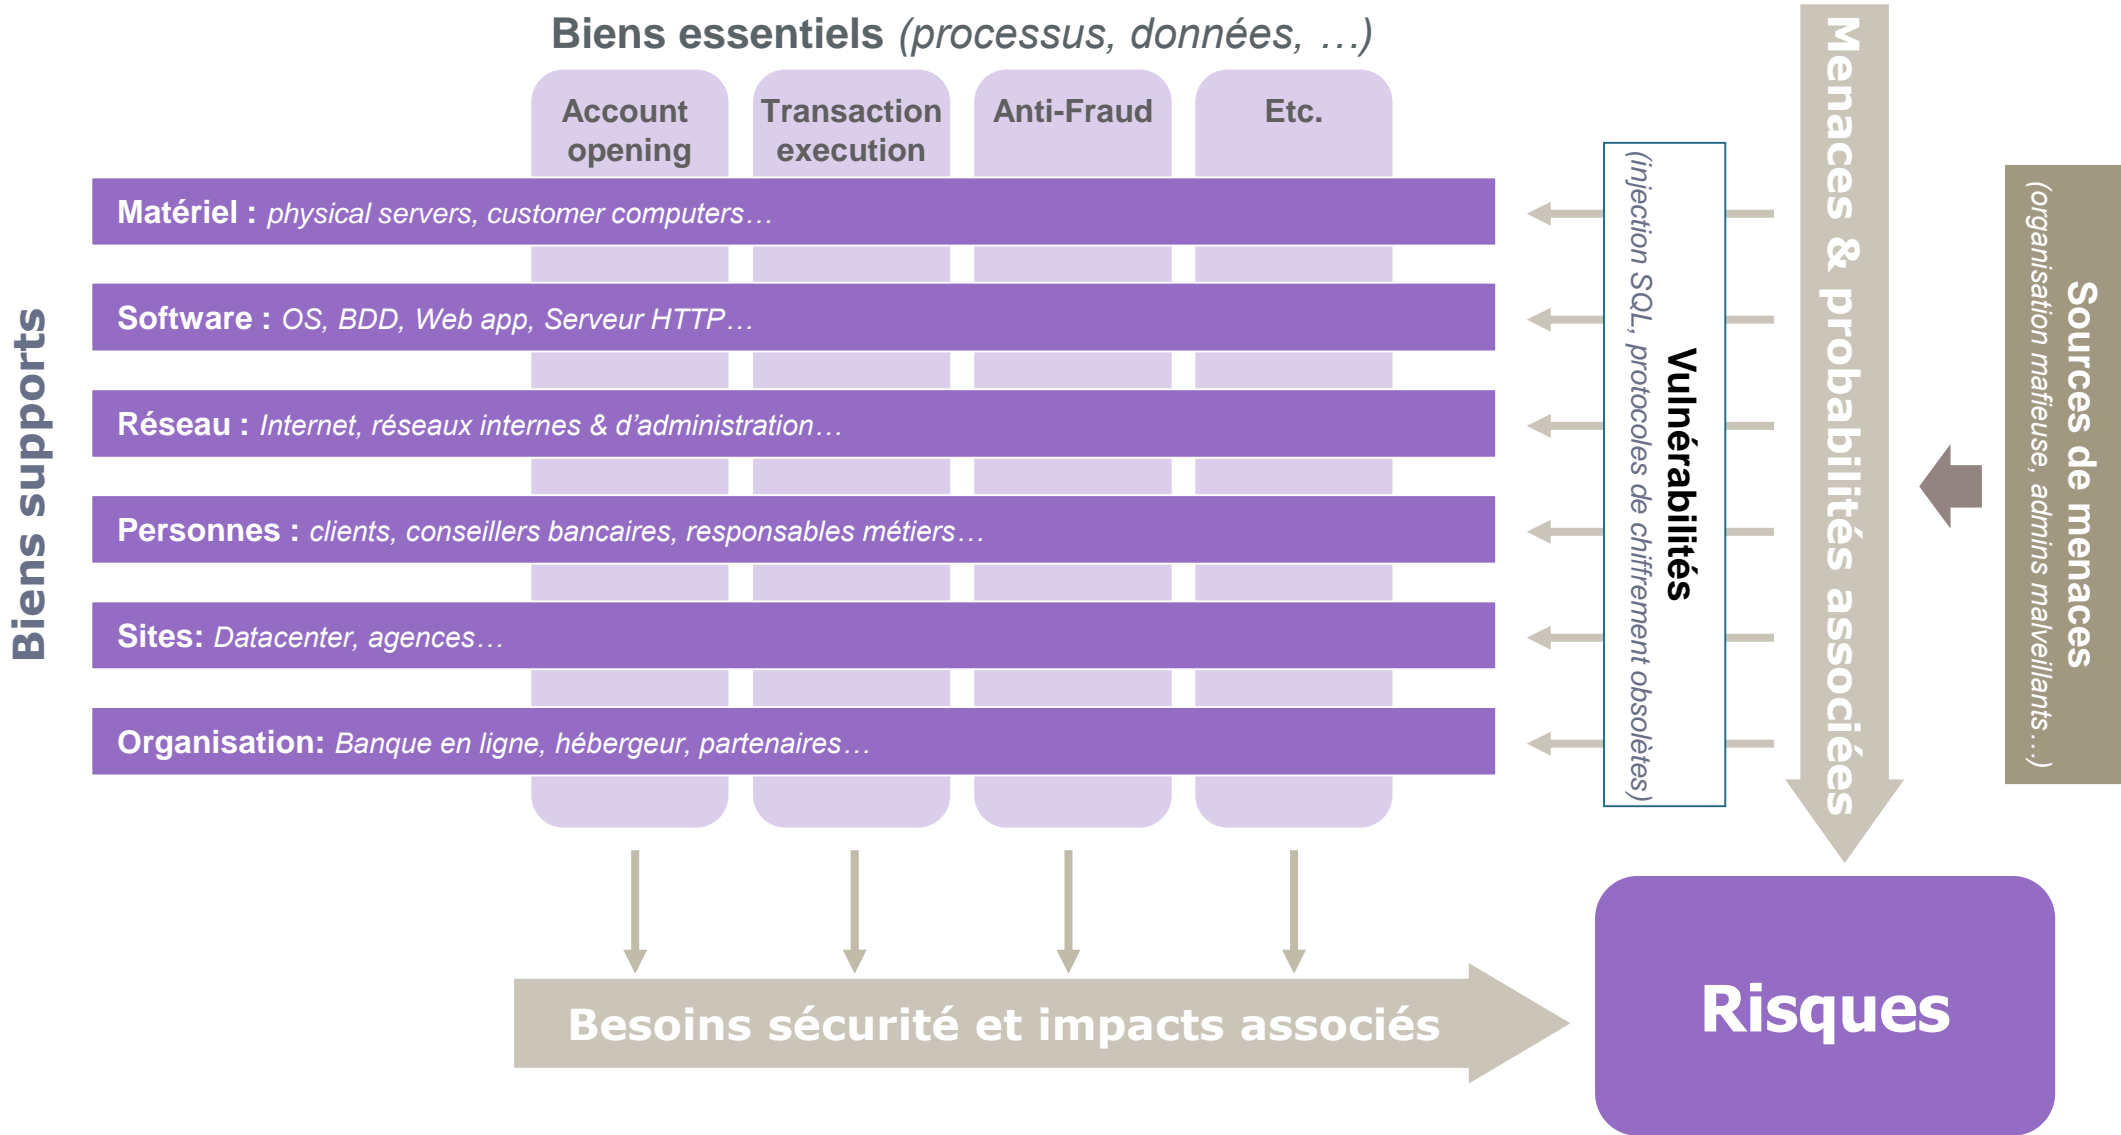 Biens essentiels (processus, données, …)
Account
opening
Transaction
execution
Anti-Fraud
Etc.
Biens supports
Matériel : physical servers, customer computers…
Software : OS, BDD, Web app, Serveur HTTP…
Réseau : Internet, réseaux internes & d’administration…
Personnes : clients, conseillers bancaires, responsables métiers…
Sites: Datacenter, agences…
Organisation: Banque en ligne, hébergeur, partenaires…
Vulnérabilités
(injection SQL, protocoles de chiffrement obsolètes)
Menaces & probabilités associées
Sources de menaces
(organisation mafieuse, admins malveillants…)
Besoins sécurité et impacts associés
Risques